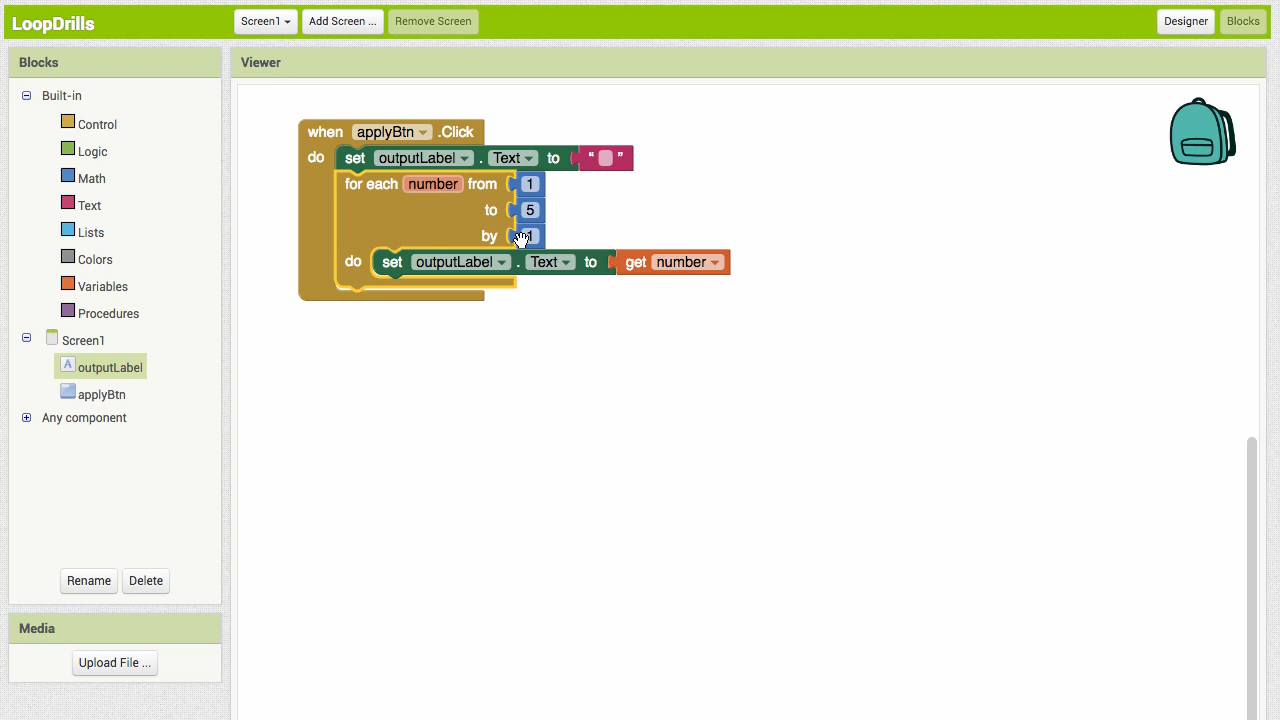 LoopDrills
Screen1
Add Screen ...
Remove Screen
Designer
Blocks
Blocks
Built-in
Control
Logic
Math
Text
Lists
Colors
Variables
Procedures
Screen1
A outputLabel
applyBtn
Any component
Rename
Delete
Media
Upload File ...
Viewer
when applyBtn .Click
do set outputLabel . Text to “ ”
for each number from 1
to 5
by 1
do set outputLabel . Text to get number